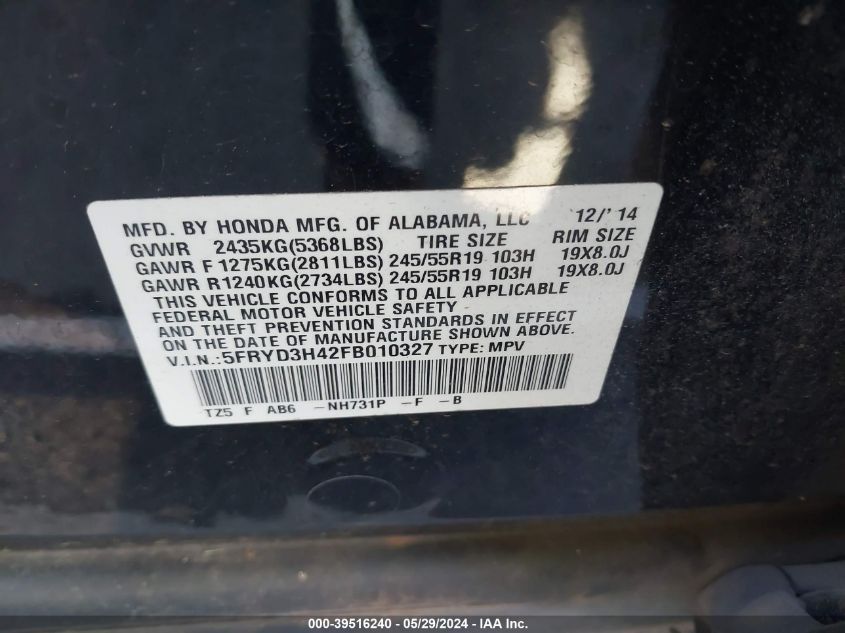 MFD. BY HONDA MFG. OF ALABAMA, LLC 12/' 14
GVWR 2435KG(5368LBS) TIRE SIZE RIM SIZE
GAWR F 1275KG(2811LBS) 245/55R19 103H 19X8.0J
GAWR R1240KG(2734LBS) 245/55R19 103H 19X8.0J
THIS VEHICLE CONFORMS TO ALL APPLICABLE
FEDERAL MOTOR VEHICLE SAFETY
AND THEFT PREVENTION STANDARDS IN EFFECT
ON THE DATE OF MANUFACTURE SHOWN ABOVE.
V.I.N.:5FRYD3H42FB010327 TYPE: MPV
TZ5 F AB6 -NH731P -F -B
000-39516240 - 05/29/2024 - IAA Inc.